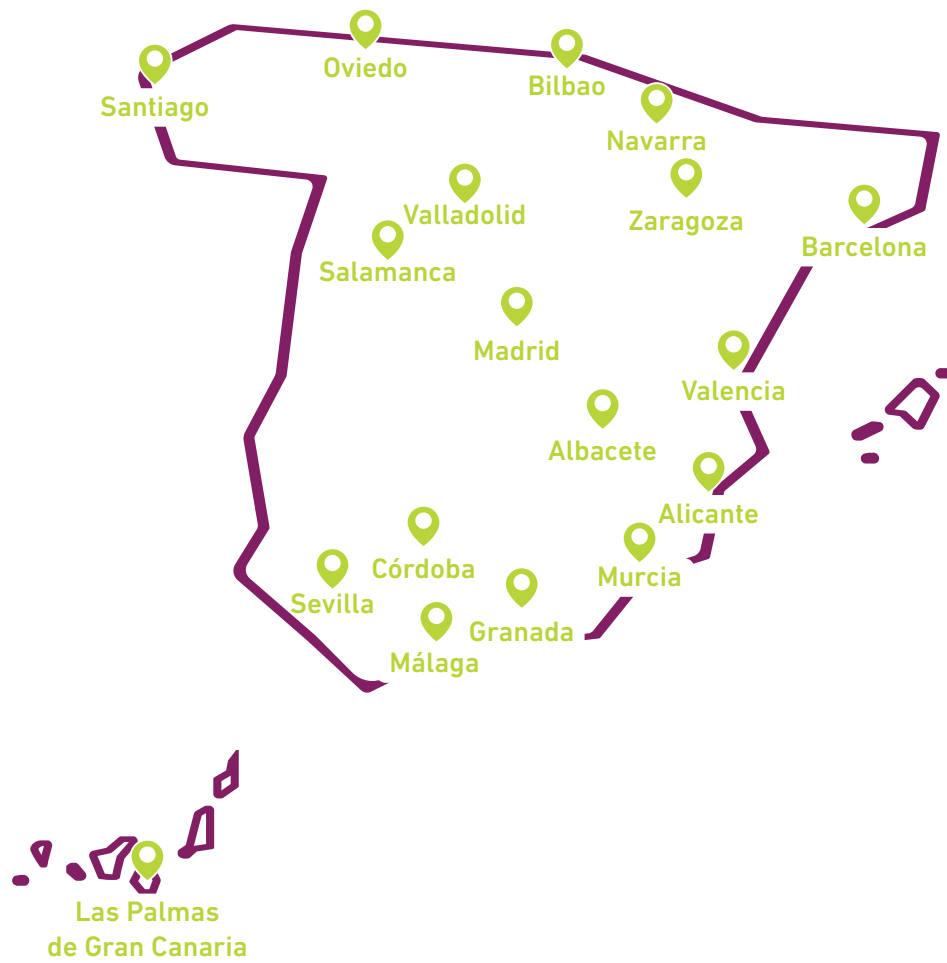 Oviedo
Bilbao
Santiago
Navarra
Valladolid
Zaragoza
Barcelona
Salamanca
Madrid
Valencia
Albacete
Alicante
Córdoba
Murcia
Sevilla
Granada
Málaga
Las Palmas
de Gran Canaria